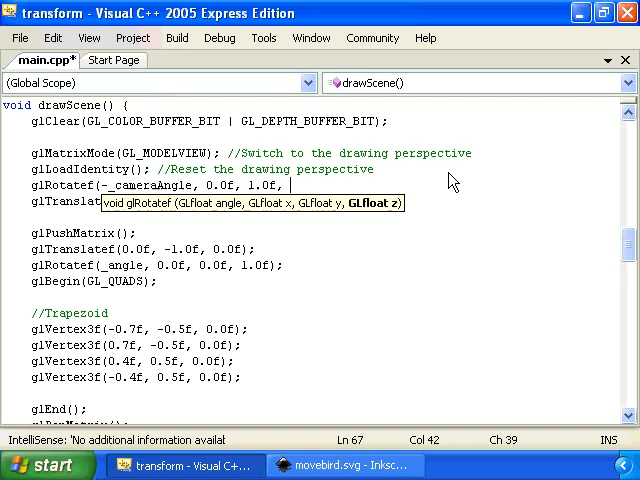 transform - Visual C++ 2005 Express Edition
File Edit View Project Build Debug Tools Window Community Help
main.cpp* Start Page
(Global Scope) drawScene()
void drawScene() {
glClear(GL_COLOR_BUFFER_BIT | GL_DEPTH_BUFFER_BIT);
glMatrixMode(GL_MODELVIEW); //Switch to the drawing perspective
glLoadIdentity(); //Reset the drawing perspective
glRotatef(-_cameraAngle, 0.0f, 1.0f,
glTranslat
void glRotatef (GLfloat angle, GLfloat x, GLfloat y, GLfloat z)
glPushMatrix();
glTranslatef(0.0f, -1.0f, 0.0f);
glRotatef(_angle, 0.0f, 0.0f, 1.0f);
glBegin(GL_QUADS);
//Trapezoid
glVertex3f(-0.7f, -0.5f, 0.0f);
glVertex3f(0.7f, -0.5f, 0.0f);
glVertex3f(0.4f, 0.5f, 0.0f);
glVertex3f(-0.4f, 0.5f, 0.0f);
glEnd();
glPopMatrix();
IntelliSense: 'No additional information availat Ln 67 Col 42 Ch 39 INS
start transform - Visual C+... movebird.svg - Inksc...